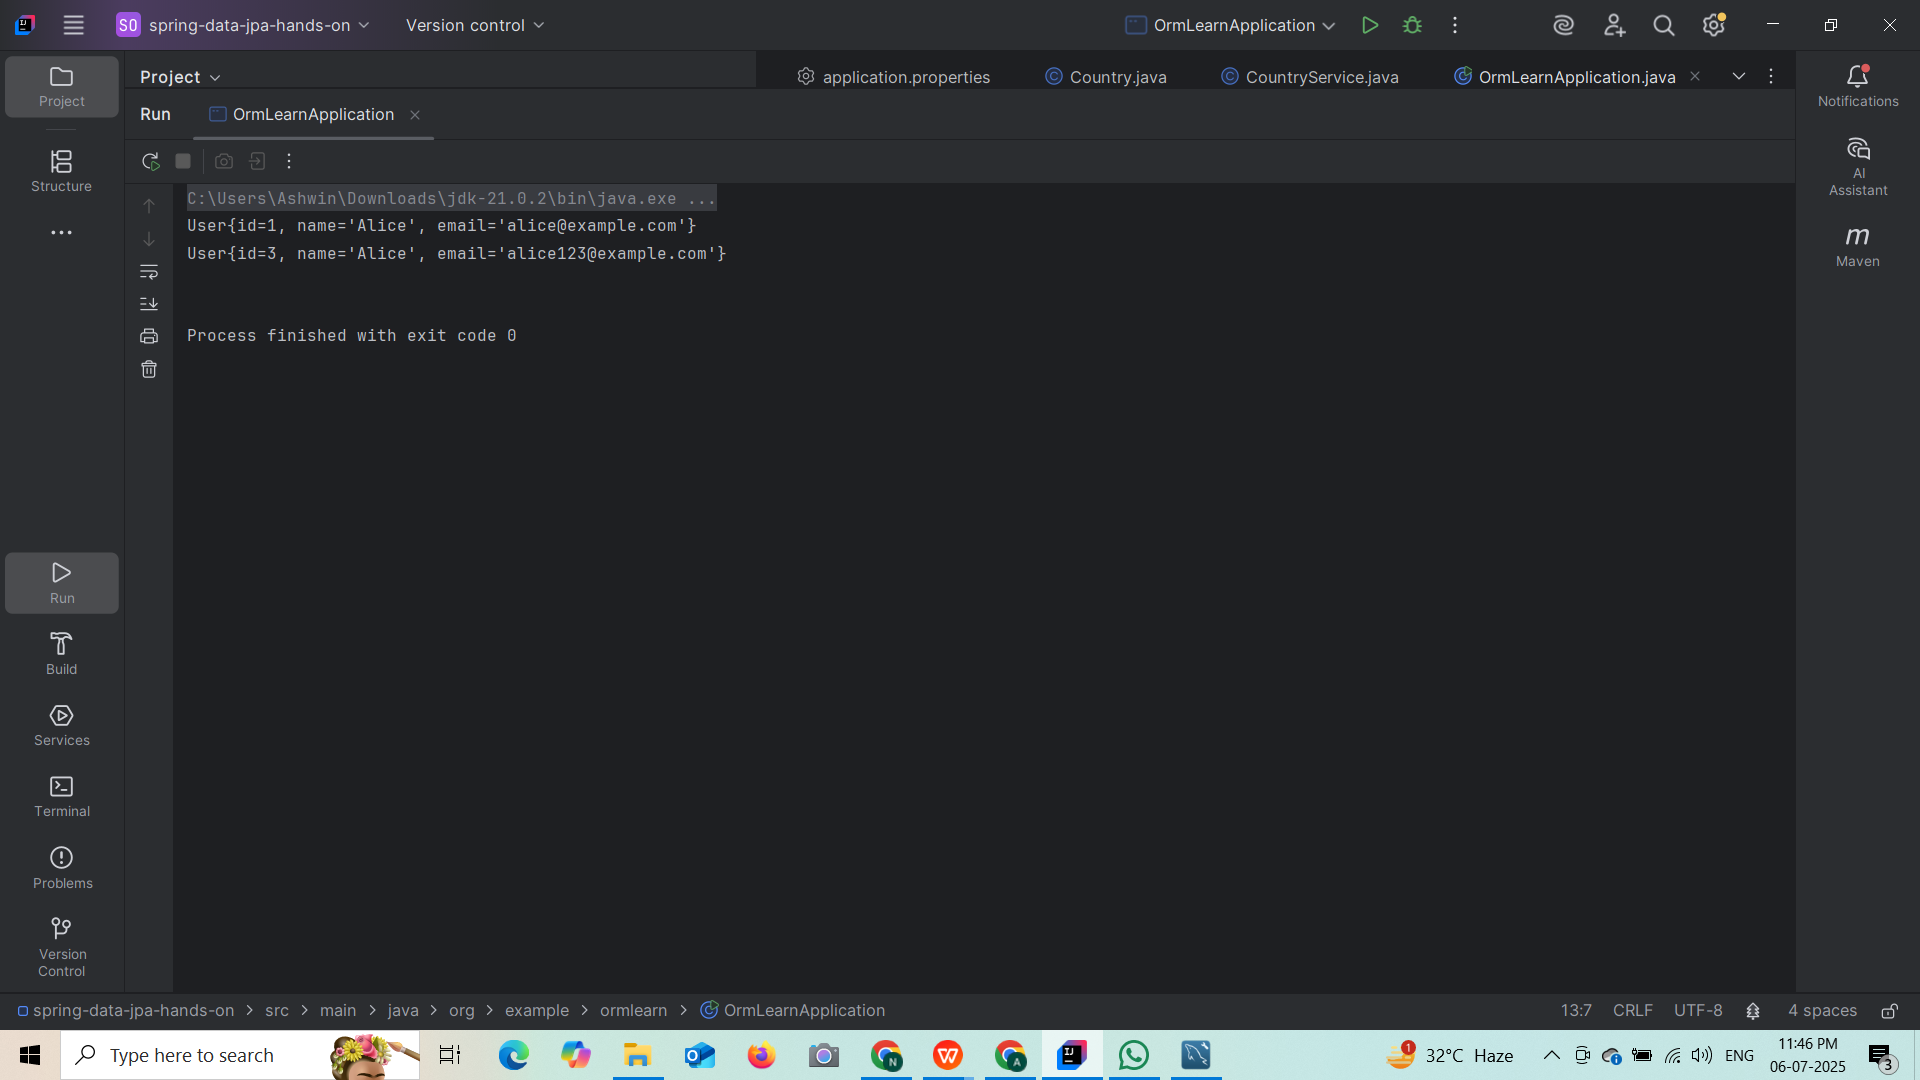 SO spring-data-jpa-hands-on
Version control
OrmLearnApplication
Project
Project
application.properties
Country.java
CountryService.java
OrmLearnApplication.java
Notifications
Run
OrmLearnApplication
Structure
AI
Assistant
C:\Users\Ashwin\Downloads\jdk-21.0.2\bin\java.exe ...
User{id=1, name='Alice', email='alice@example.com'}
User{id=3, name='Alice', email='alice123@example.com'}
m
Maven
Process finished with exit code 0
Run
Build
Services
Terminal
Problems
Version
Control
spring-data-jpa-hands-on > src > main > java > org > example > ormlearn > OrmLearnApplication
13:7 CRLF UTF-8 4 spaces
Type here to search
N
W
A
IJ
1
32°C Haze
ENG
11:46 PM
06-07-2025
3